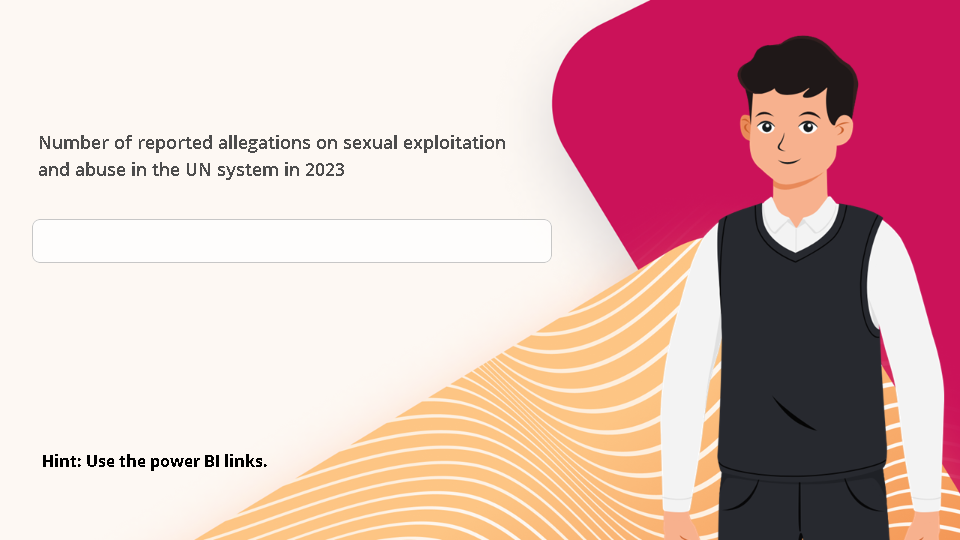 Number of reported allegations on sexual exploitation
and abuse in the UN system in 2023
Hint: Use the power BI links.